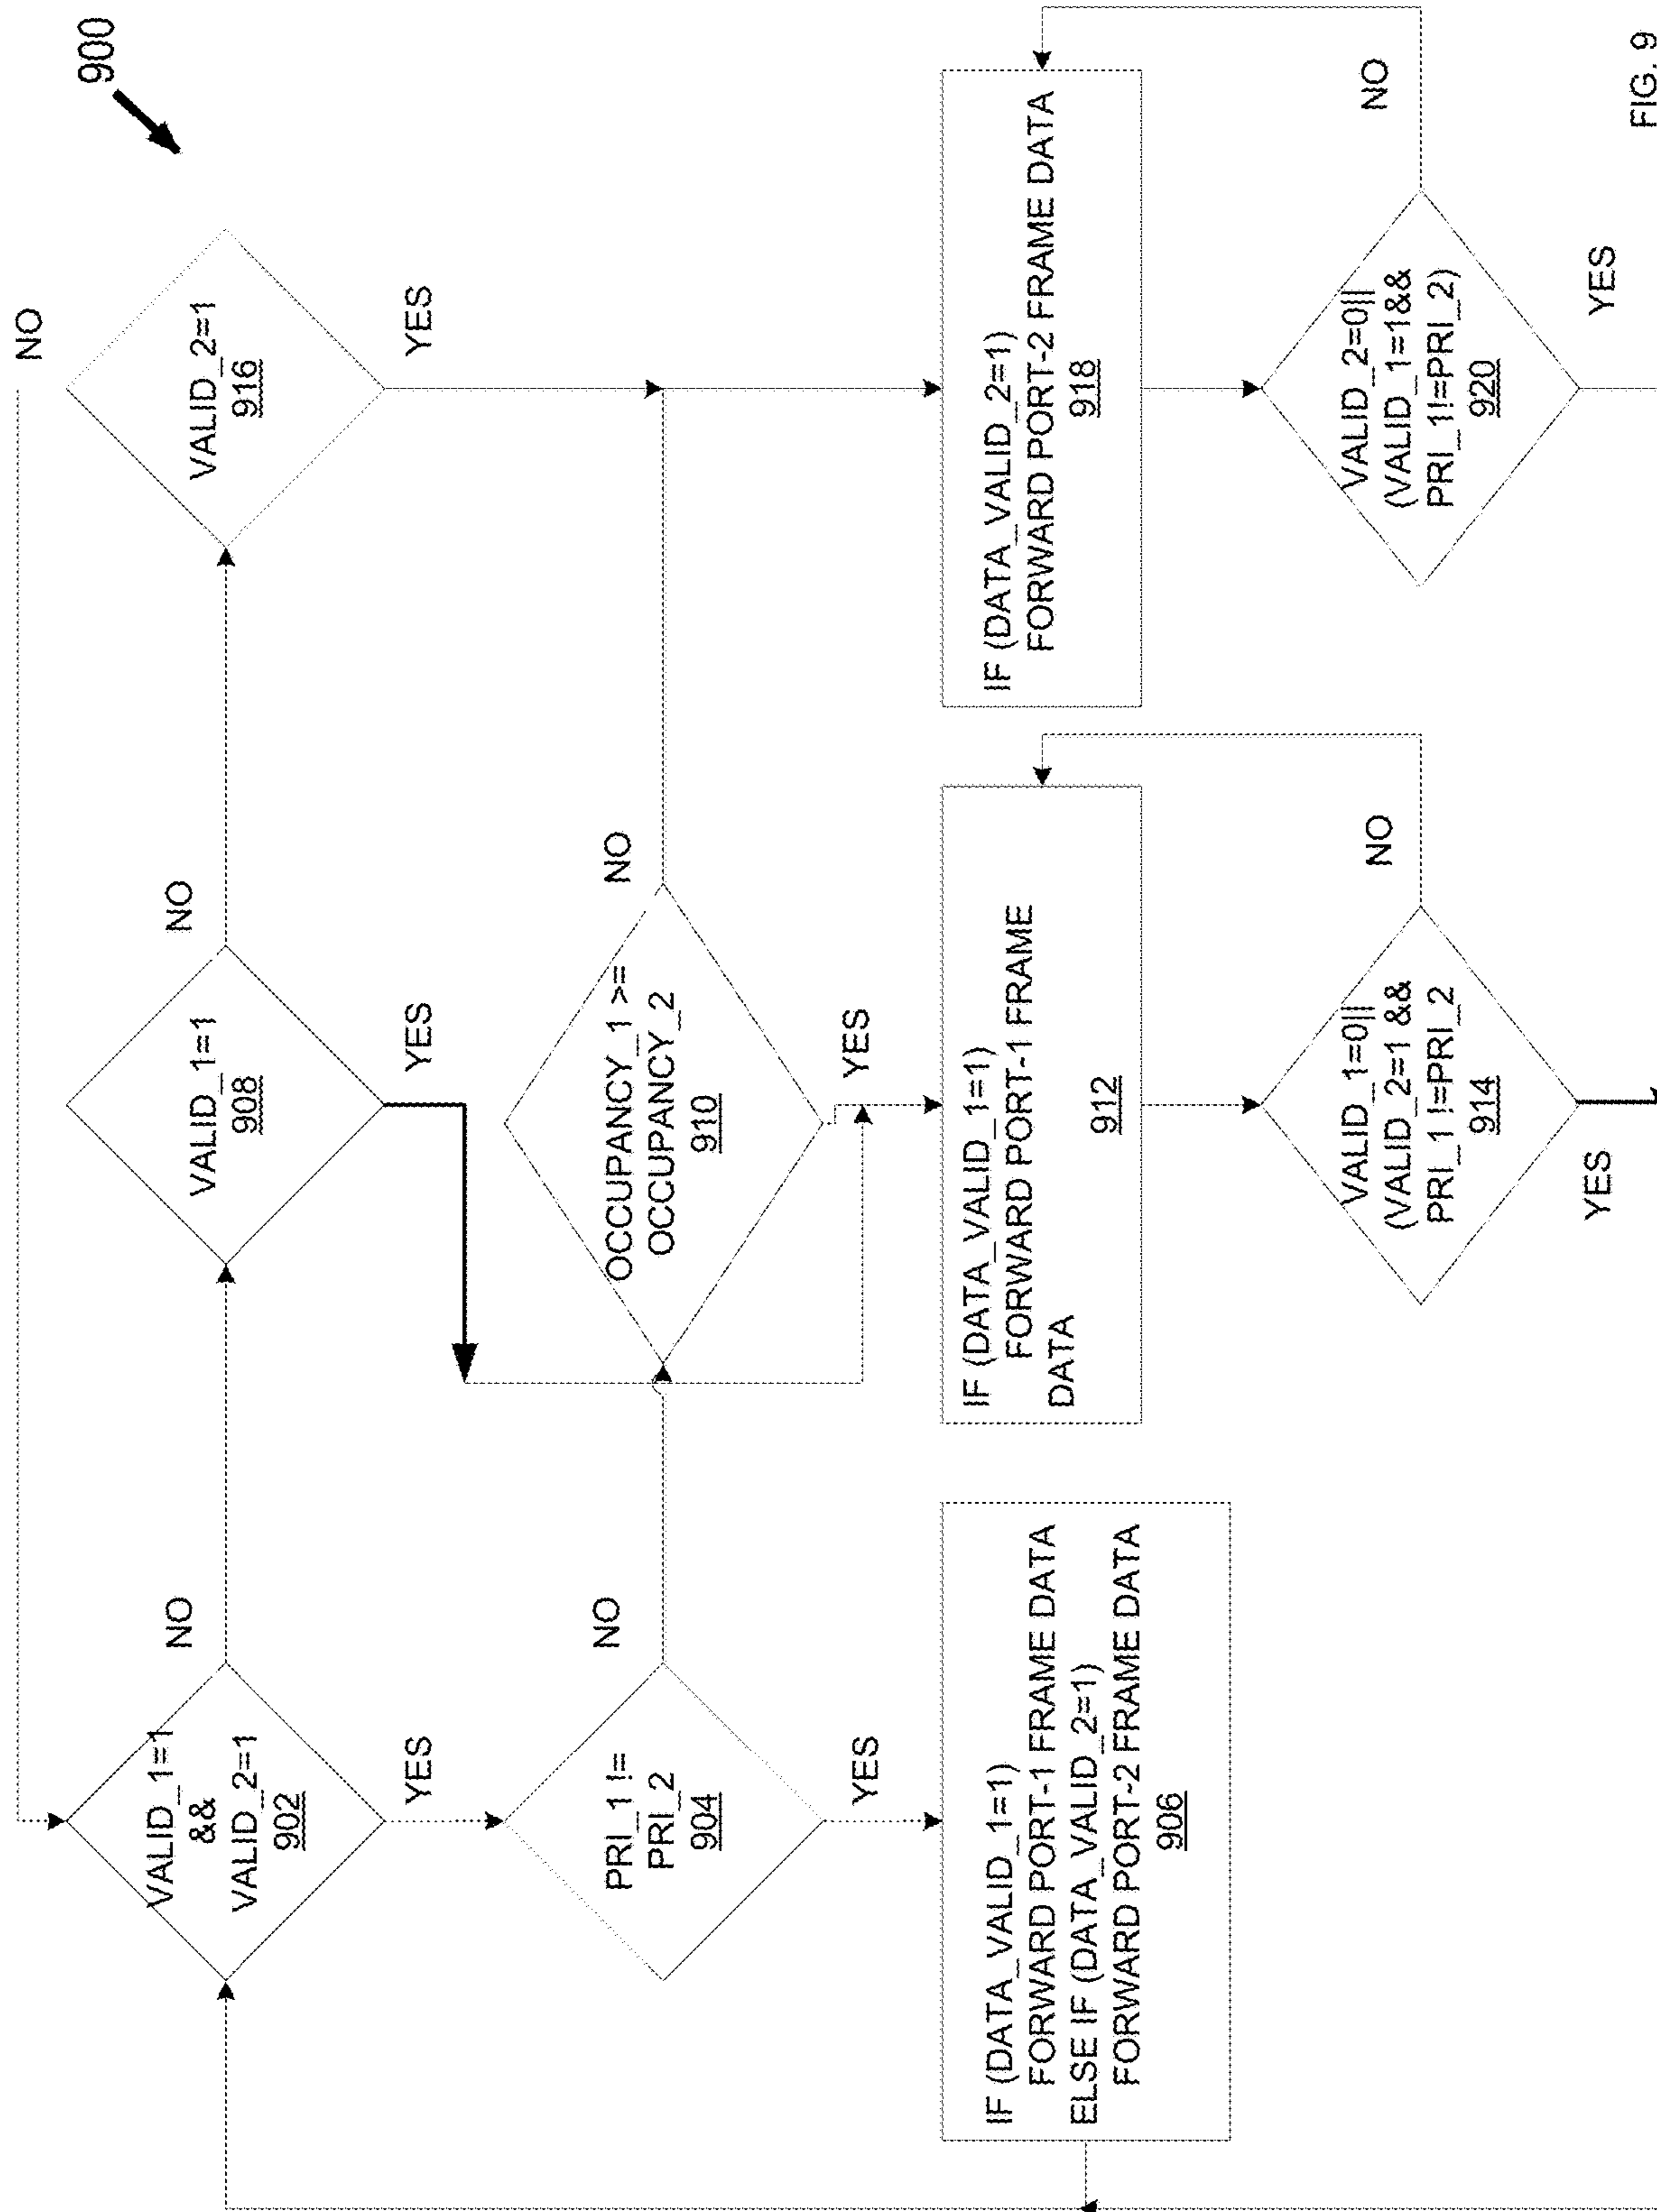 900
VALID_1=1
&&
VALID_2=1
902
NO
YES
VALID_1=1
908
NO
YES
VALID_2=1
916
NO
YES
PRI_1 !=
PRI_2
904
NO
YES
OCCUPANCY_1 >=
OCCUPANCY_2
910
NO
YES
IF (DATA_VALID_1=1)
FORWARD PORT-1 FRAME DATA
ELSE IF (DATA_VALID_2=1)
FORWARD PORT-2 FRAME DATA
906
IF (DATA_VALID_1=1)
FORWARD PORT-1 FRAME
DATA
912
IF (DATA_VALID_2=1)
FORWARD PORT-2 FRAME DATA
918
VALID_1=0||
(VALID_2=1 &&
PRI_1 !=PRI_2
914
NO
YES
VALID_2=0||
(VALID_1=1&&
PRI_1!=PRI_2)
920
NO
YES
FIG. 9